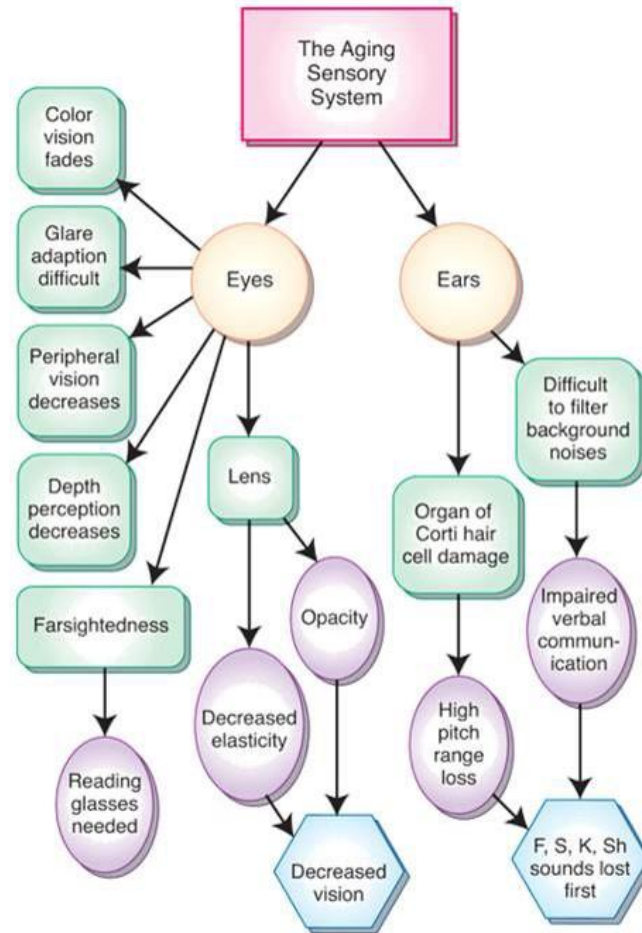 The Aging
Sensory
System
Color
vision
fades
Glare
adaption
difficult
Peripheral
vision
decreases
Depth
perception
decreases
Farsightedness
Reading
glasses
needed
Eyes
Lens
Opacity
Decreased
elasticity
Decreased
vision
Ears
Organ of
Corti hair
cell damage
High
pitch
range
loss
Difficult
to filter
background
noises
Impaired
verbal
commun-
ication
F, S, K, Sh
sounds lost
first